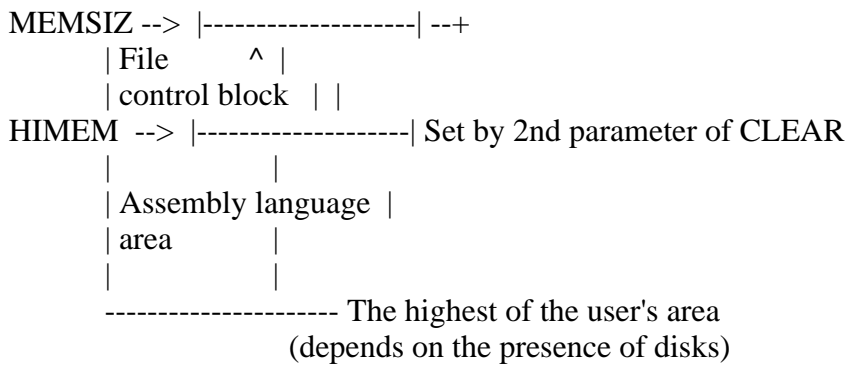 MEMSIZ --> |--------------------| --+
| File ^ |
| control block | |
HIMEM --> |--------------------| Set by 2nd parameter of CLEAR
| |
| Assembly language |
| area |
| |
---------------------- The highest of the user's area
(depends on the presence of disks)